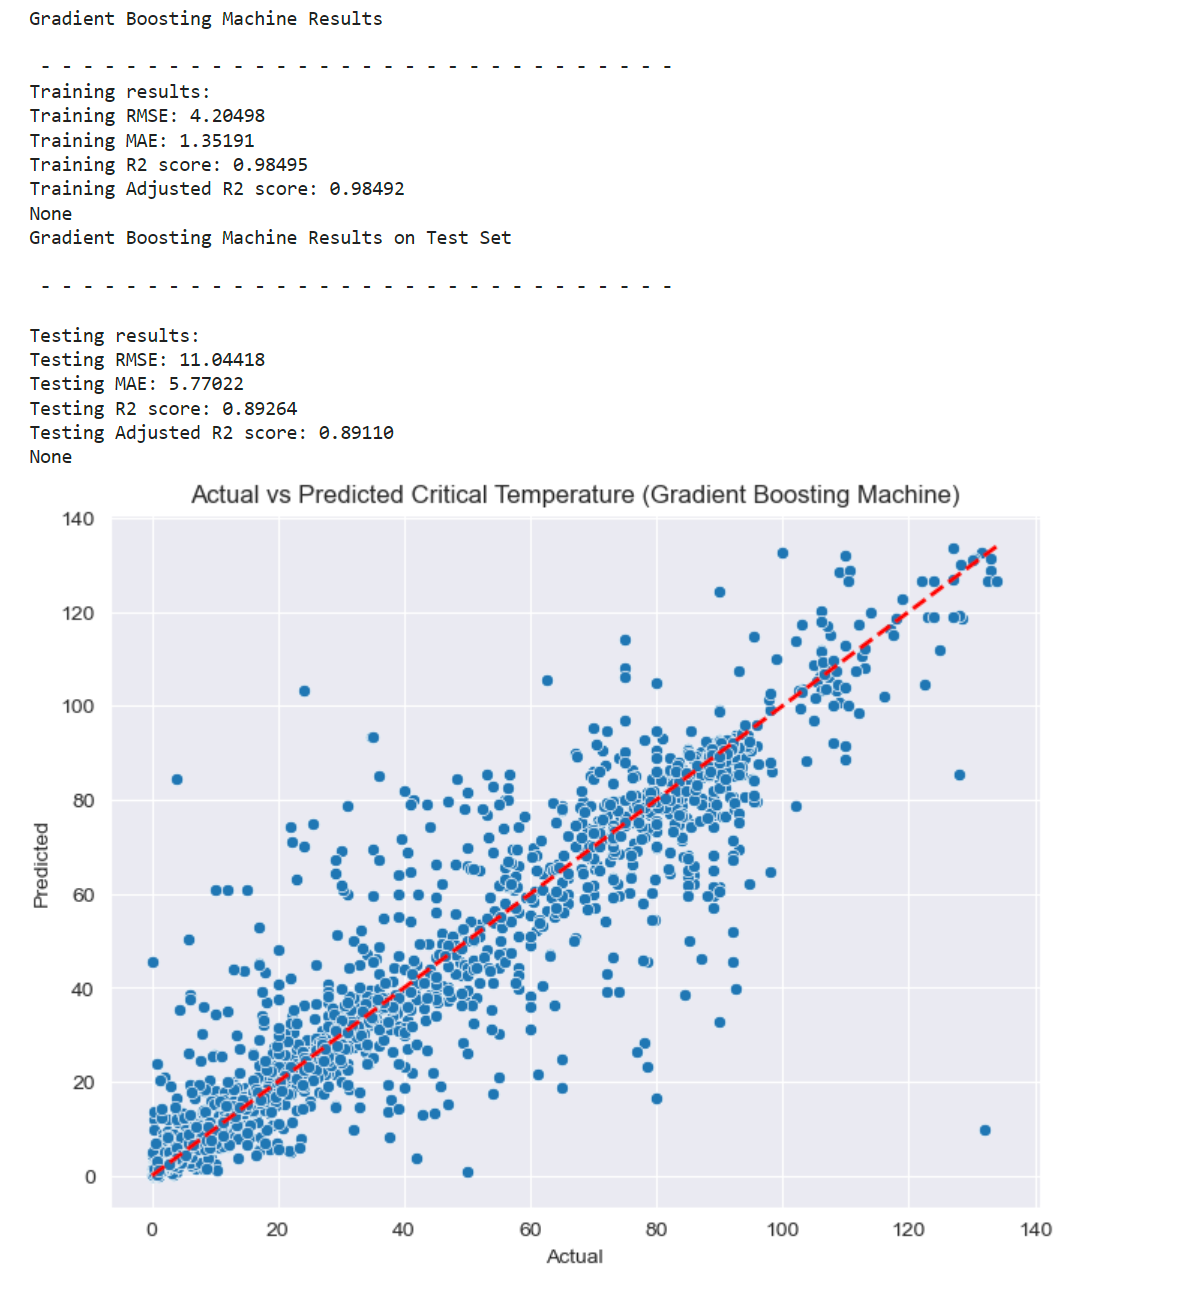 Gradient Boosting Machine Results
- - - - - - - - - - - - - - - - - - - - - - - - - - - - - -
Training results:
Training RMSE: 4.20498
Training MAE: 1.35191
Training R2 score: 0.98495
Training Adjusted R2 score: 0.98492
None
Gradient Boosting Machine Results on Test Set
- - - - - - - - - - - - - - - - - - - - - - - - - - - - - -
Testing results:
Testing RMSE: 11.04418
Testing MAE: 5.77022
Testing R2 score: 0.89264
Testing Adjusted R2 score: 0.89110
None
Actual vs Predicted Critical Temperature (Gradient Boosting Machine)
140
120
100
80
60
40
20
0
Predicted
0 20 40 60 80 100 120 140
Actual